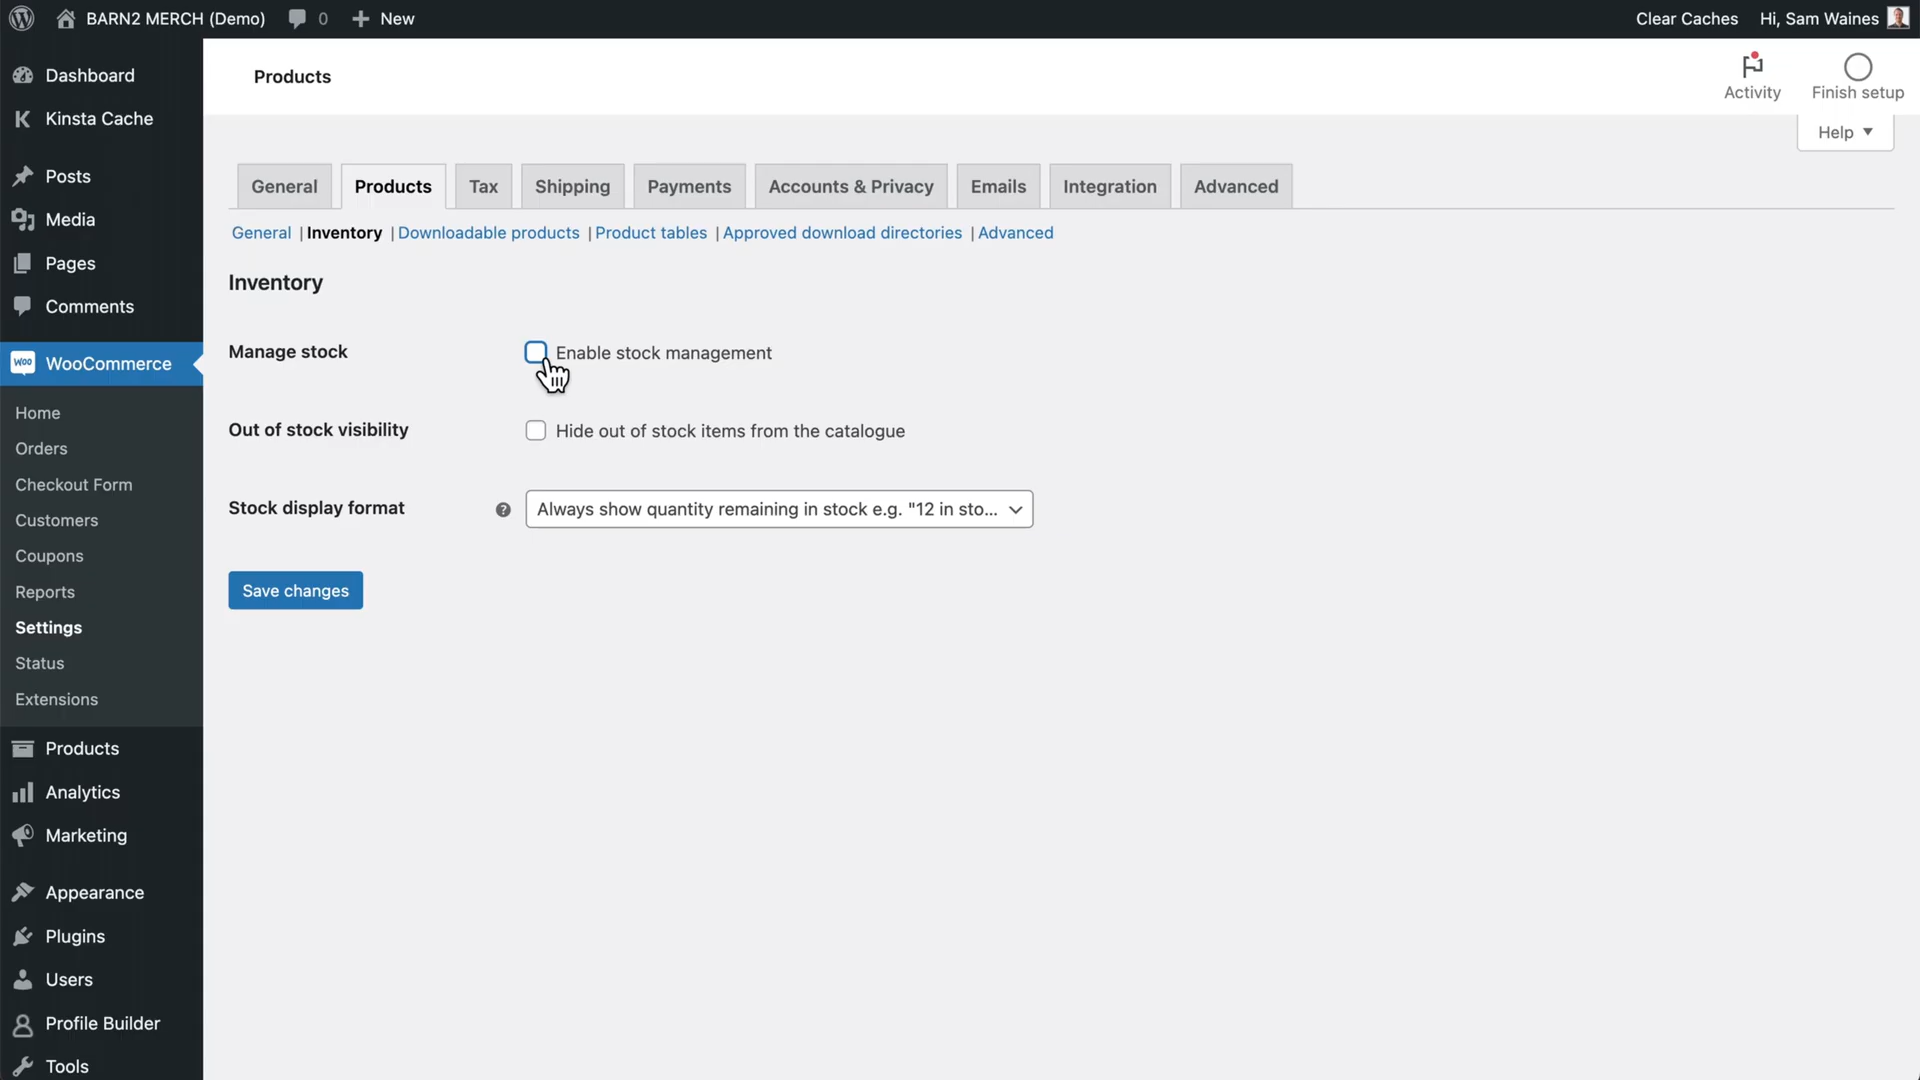 BARN2 MERCH (Demo) 0 New Clear Caches Hi, Sam Waines
Dashboard
Kinsta Cache
Posts
Media
Pages
Comments
WOO WooCommerce
Home
Orders
Checkout Form
Customers
Coupons
Reports
Settings
Status
Extensions
Products
Analytics
Marketing
Appearance
Plugins
Users
Profile Builder
Tools
Products
Activity Finish setup
Help
General Products Tax Shipping Payments Accounts & Privacy Emails Integration Advanced
General | Inventory | Downloadable products | Product tables | Approved download directories | Advanced
Inventory
Manage stock Enable stock management
Out of stock visibility Hide out of stock items from the catalogue
Stock display format ? Always show quantity remaining in stock e.g. "12 in sto...
Save changes